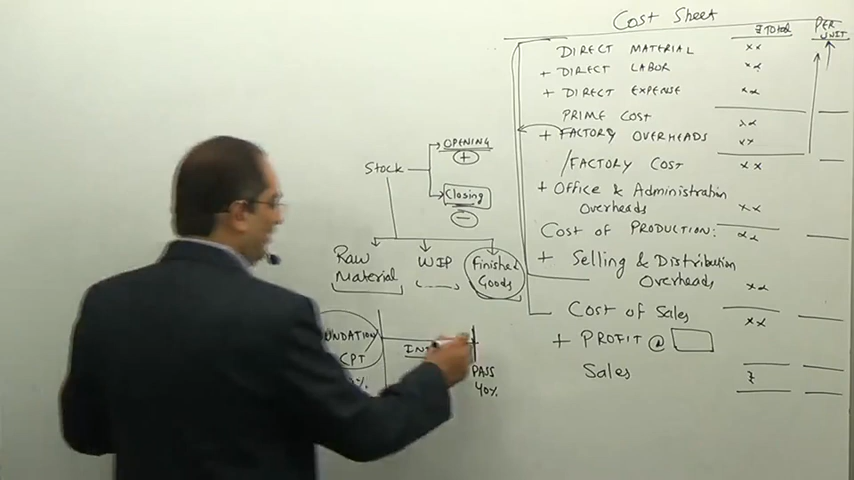 Cost Sheet
₹Total
PER UNIT
DIRECT MATERIAL xx
+ DIRECT LABOR xx
+ DIRECT EXPENSE xx
PRIME COST xx
+ FACTORY OVERHEADS xx
FACTORY COST xx
+ Office & Administration
Overheads xx
Cost of PRODUCTION: xx
+ Selling & Distribution
Overheads xx
Cost of Sales xx
+ PROFIT @
Sales ₹
Stock
OPENING
+
Closing
-
Raw
Material
WIP
Finished
Goods
CPT
PASS
40%